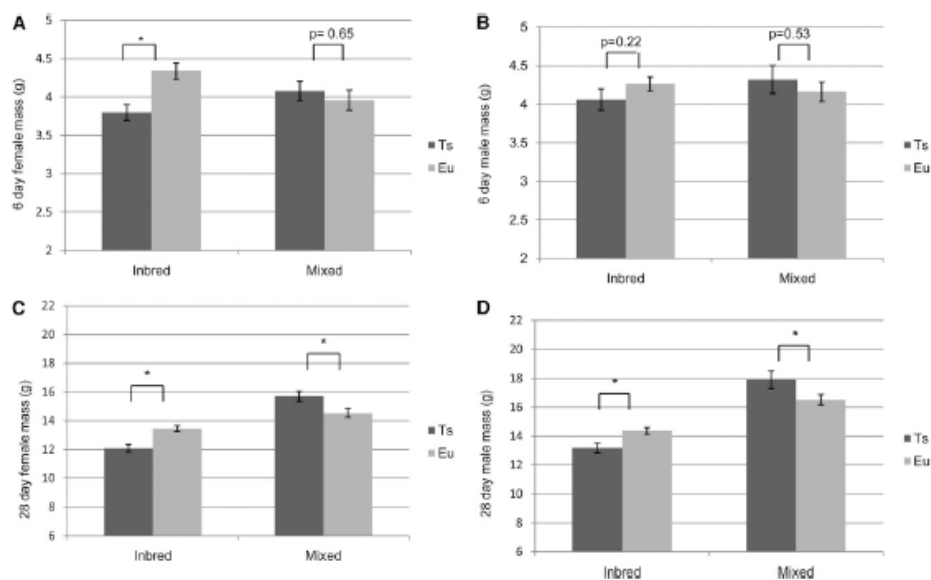 A
6 day female mass (g)
5
4.5
4
3.5
3
2.5
2
*
p= 0.65
Inbred
Mixed
Ts
Eu
B
6 day male mass (g)
5
4.5
4
3.5
3
2.5
2
p=0.22
p=0.53
Inbred
Mixed
Ts
Eu
C
28 day female mass (g)
22
20
18
16
14
12
10
8
6
*
*
Inbred
Mixed
Ts
Eu
D
28 day male mass (g)
22
20
18
16
14
12
10
8
6
*
*
Inbred
Mixed
Ts
Eu